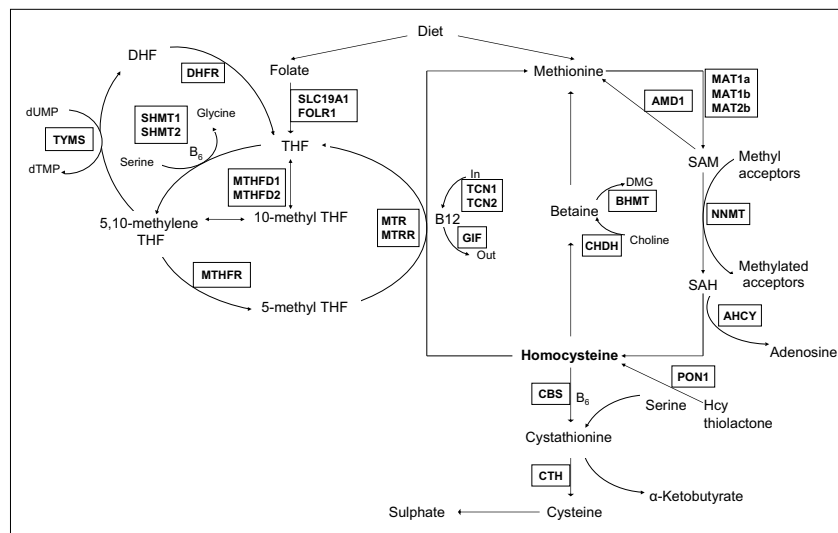 Diet
DHF
DHFR
Folate
Methionine
MAT1a
MAT1b
MAT2b
SLC19A1
FOLR1
AMD1
dUMP
SHMT1
SHMT2
Glycine
TYMS
B6
THF
SAM
Methyl
acceptors
dTMP
Serine
In
TCN1
TCN2
DMG
BHMT
MTHFD1
MTHFD2
5,10-methylene
THF
10-methyl THF
MTR
MTRR
B12
GIF
Out
Betaine
Choline
CHDH
NNMT
MTHFR
Methylated
acceptors
SAH
5-methyl THF
AHCY
Adenosine
Homocysteine
PON1
CBS
B6
Serine
Hcy
thiolactone
Cystathionine
CTH
α-Ketobutyrate
Sulphate
Cysteine